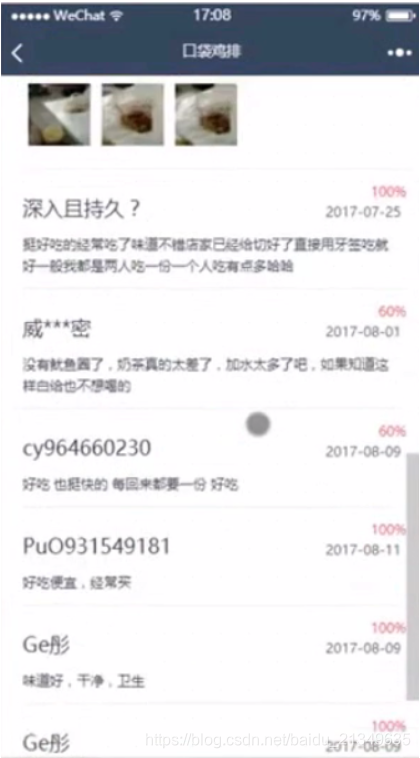 WeChat 17:08 97%
口袋鸡排
100%
深入且持久？ 2017-07-25
挺好吃的经常吃了味道不错店家已经给切好了直接用牙签吃就
好一般我都是两人吃一份一个人吃有点多哈哈
60%
威***密 2017-08-01
没有鱿鱼酱了，奶茶真的太差了，加水太多了吧，如果知道这
样白给也不想喝的
60%
cy964660230 2017-08-09
好吃 也挺快的 每回来都要一份 好吃
100%
PuO931549181 2017-08-11
好吃便宜，经常买
100%
Ge彤 2017-08-09
味道好，干净，卫生
100%
Ge彤 2017-08-09
https://blog.csdn.net/baidu_21349635